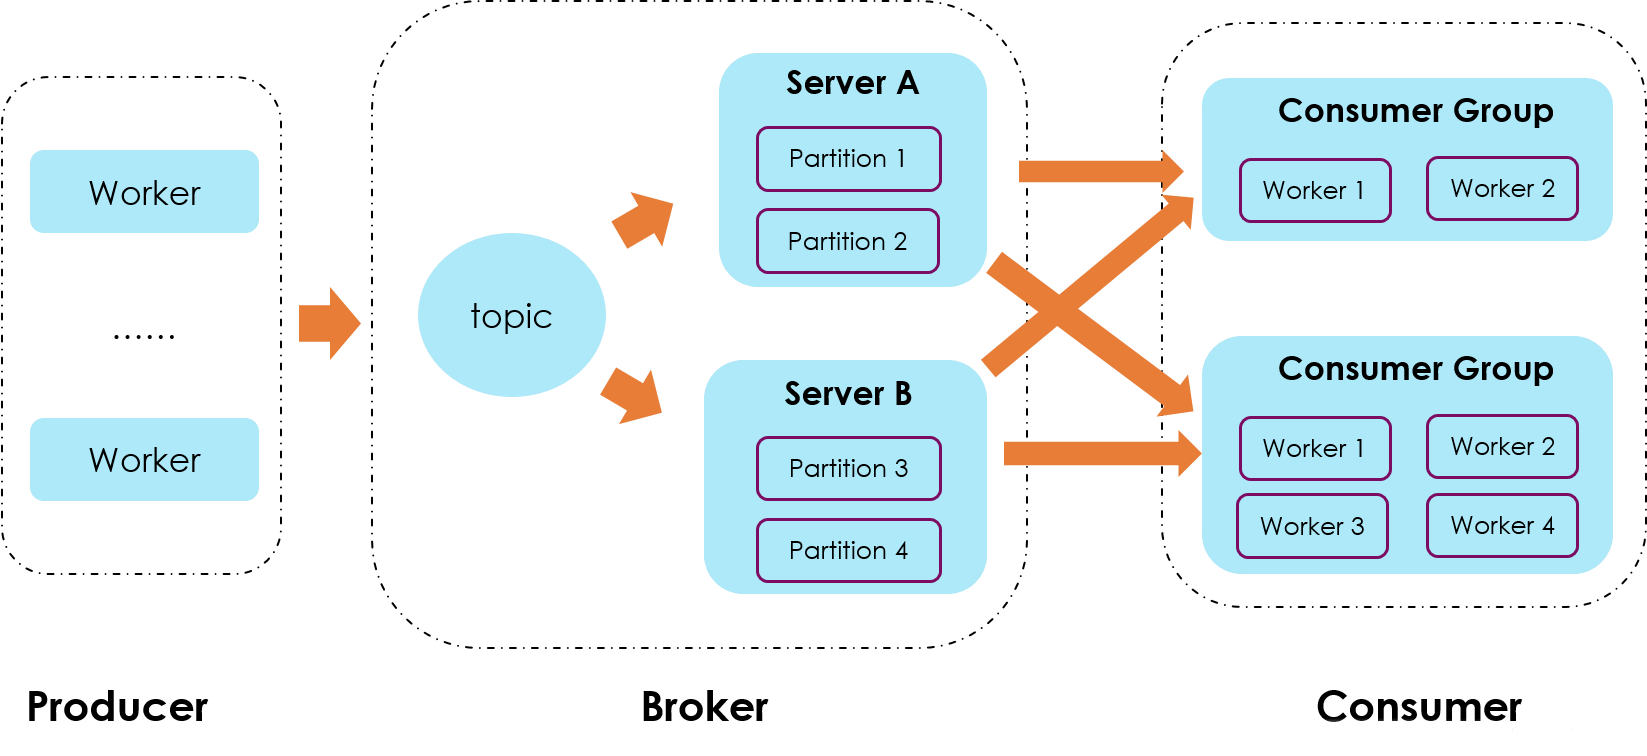 Worker
......
Worker
Producer
topic
Server A
Partition 1
Partition 2
Server B
Partition 3
Partition 4
Broker
Consumer Group
Worker 1 Worker 2
Consumer Group
Worker 1 Worker 2
Worker 3 Worker 4
Consumer